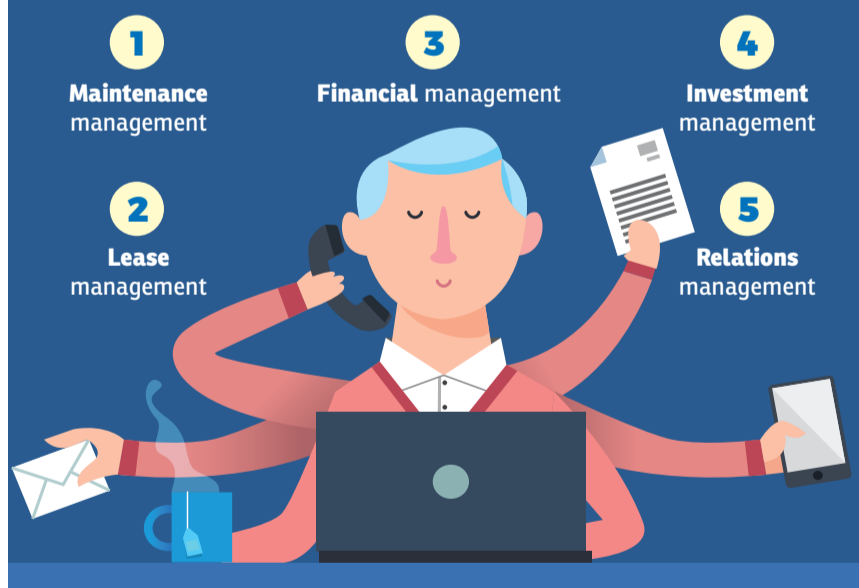 1
Maintenance
management
2
Lease
management
3
Financial management
4
Investment
management
5
Relations
management